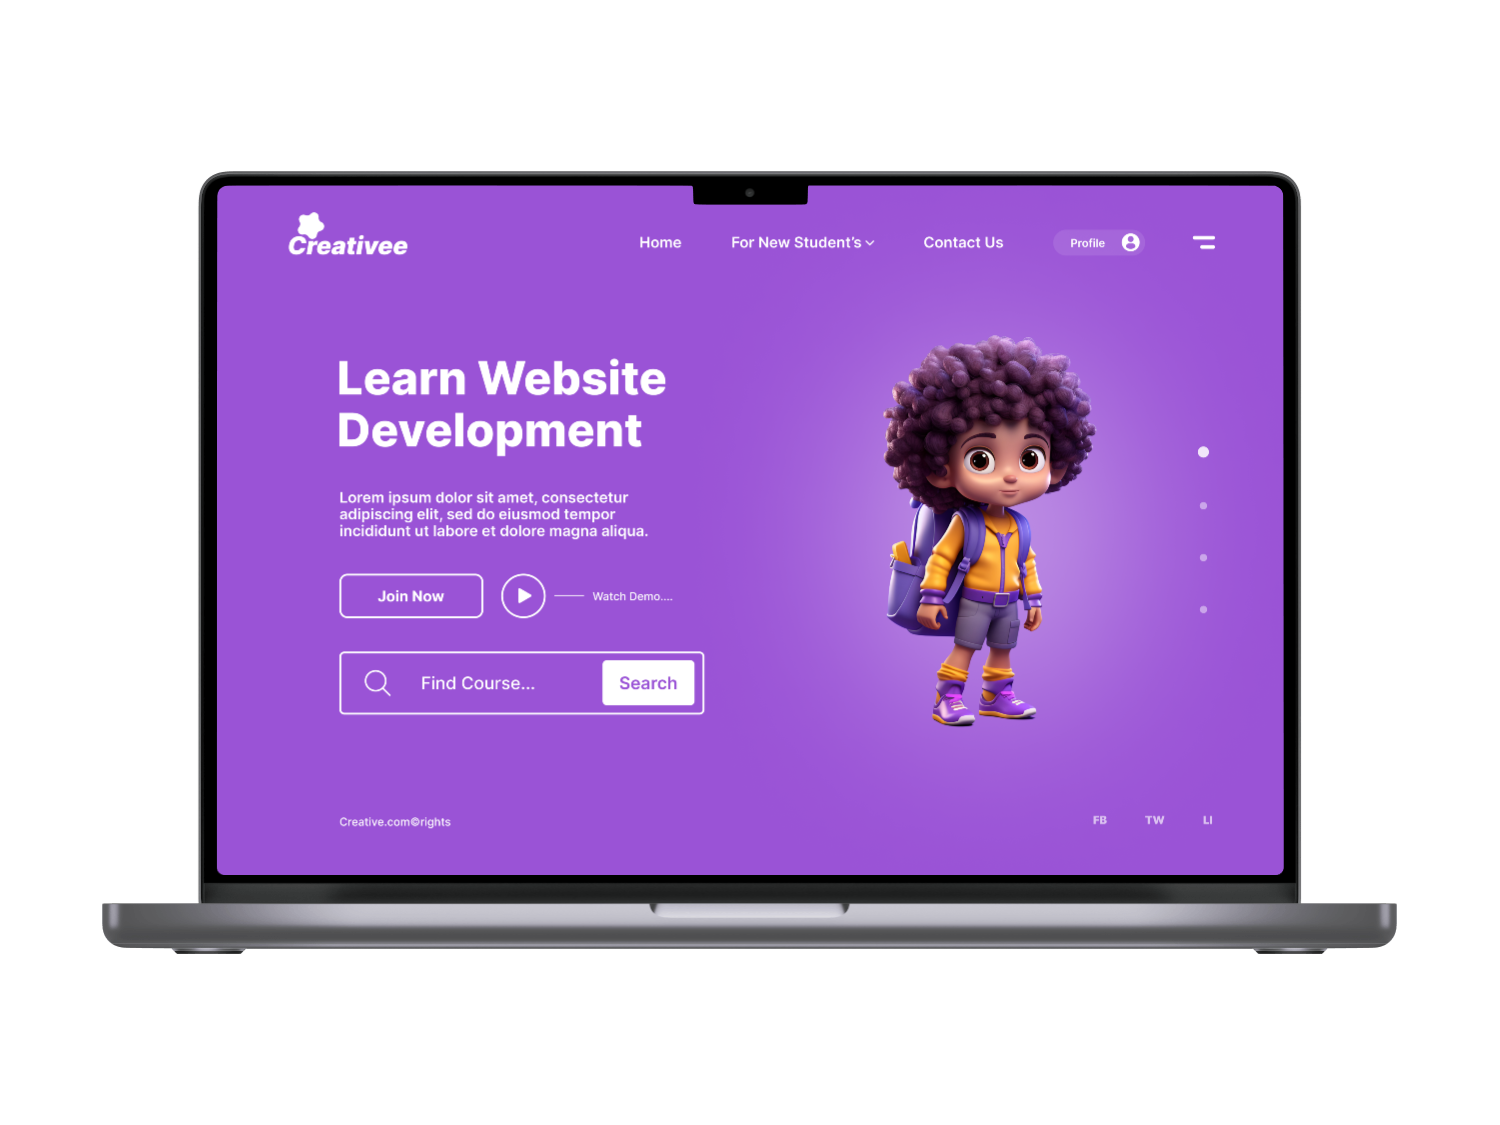 Creativee
Home
For New Student's
Contact Us
Profile
Learn Website
Development
Lorem ipsum dolor sit amet, consectetur
adipiscing elit, sed do eiusmod tempor
incididunt ut labore et dolore magna aliqua.
Join Now
Watch Demo....
Find Course...
Search
Creative.com©rights
FB
TW
LI